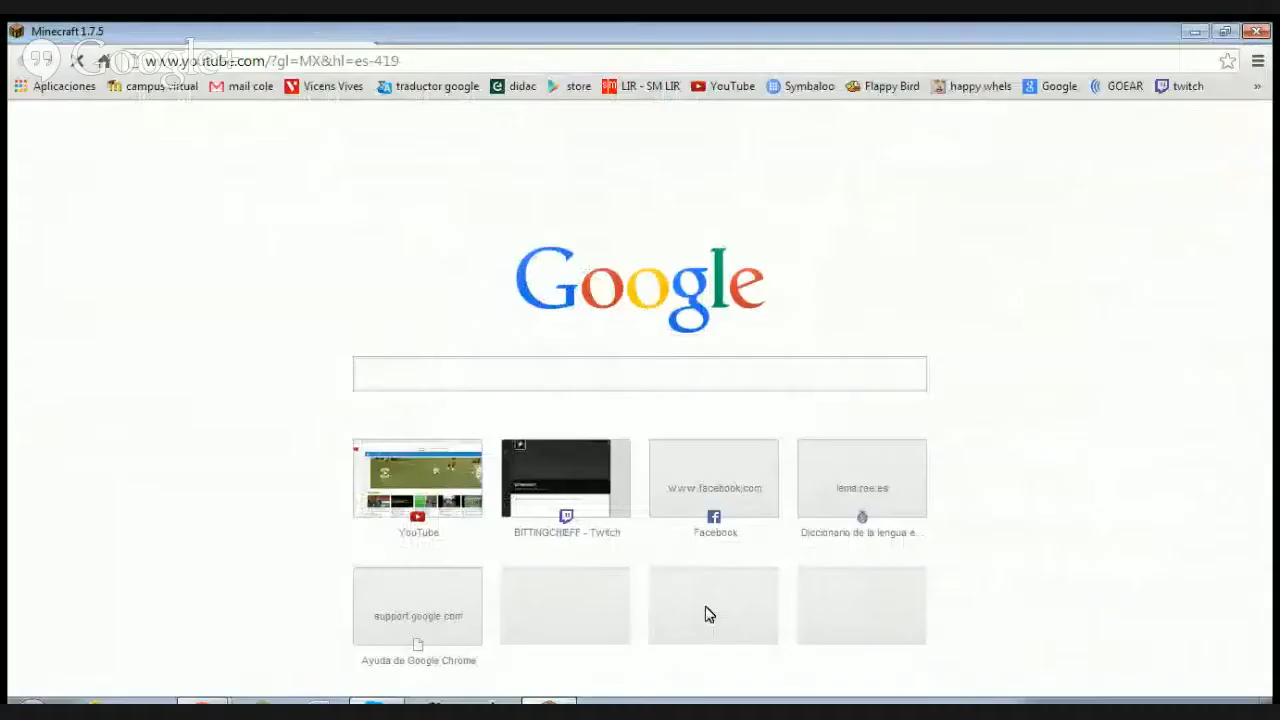 Minecraft 1.7.5
Google+
www.youtube.com/?gl=MX&hl=es-419
Aplicaciones campus virtual mail cole Vicens Vives traductor google didac store LIR - SM LIR YouTube Symbaloo Flappy Bird happy whels Google GOEAR twitch »
Google
www.facebook.com lema.rae.es
YouTube BITTINGCHIEFF - Twitch Facebook Diccionario de la lengua e...
support.google.com
Ayuda de Google Chrome